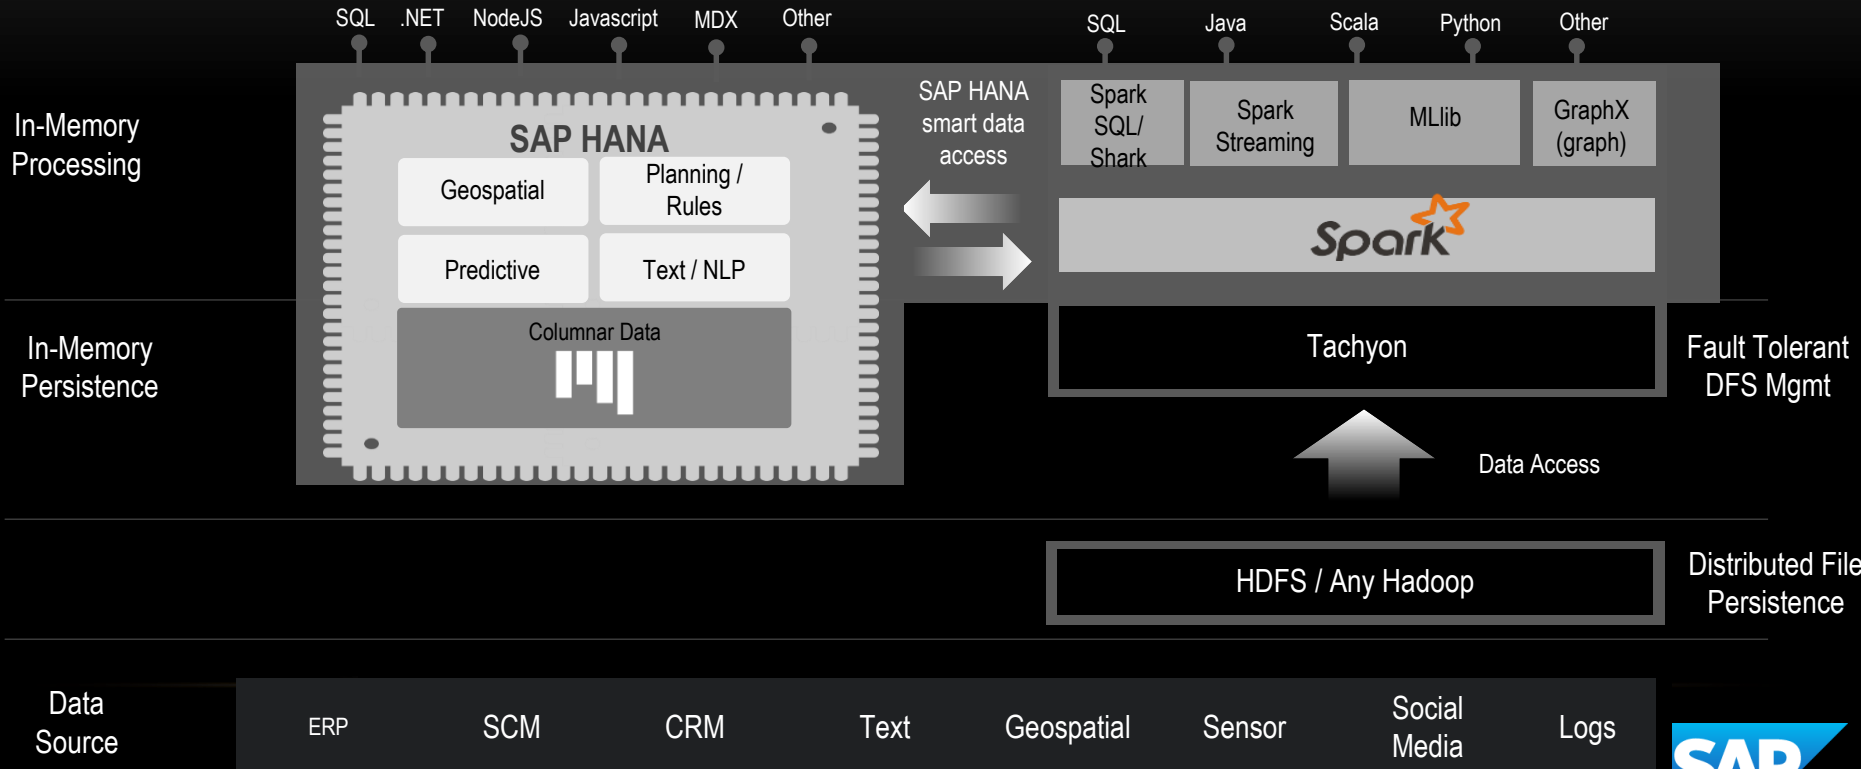 SQL .NET NodeJS Javascript MDX Other
SQL Java Scala Python Other
In-Memory
Processing
SAP HANA
Geospatial
Planning /
Rules
Predictive
Text / NLP
SAP HANA
smart data
access
Spark
SQL/
Shark
Spark
Streaming
MLlib
GraphX
(graph)
Spark
In-Memory
Persistence
Columnar Data
Tachyon
Fault Tolerant
DFS Mgmt
Data Access
HDFS / Any Hadoop
Distributed File
Persistence
Data
Source
ERP
SCM
CRM
Text
Geospatial
Sensor
Social
Media
Logs
SAP